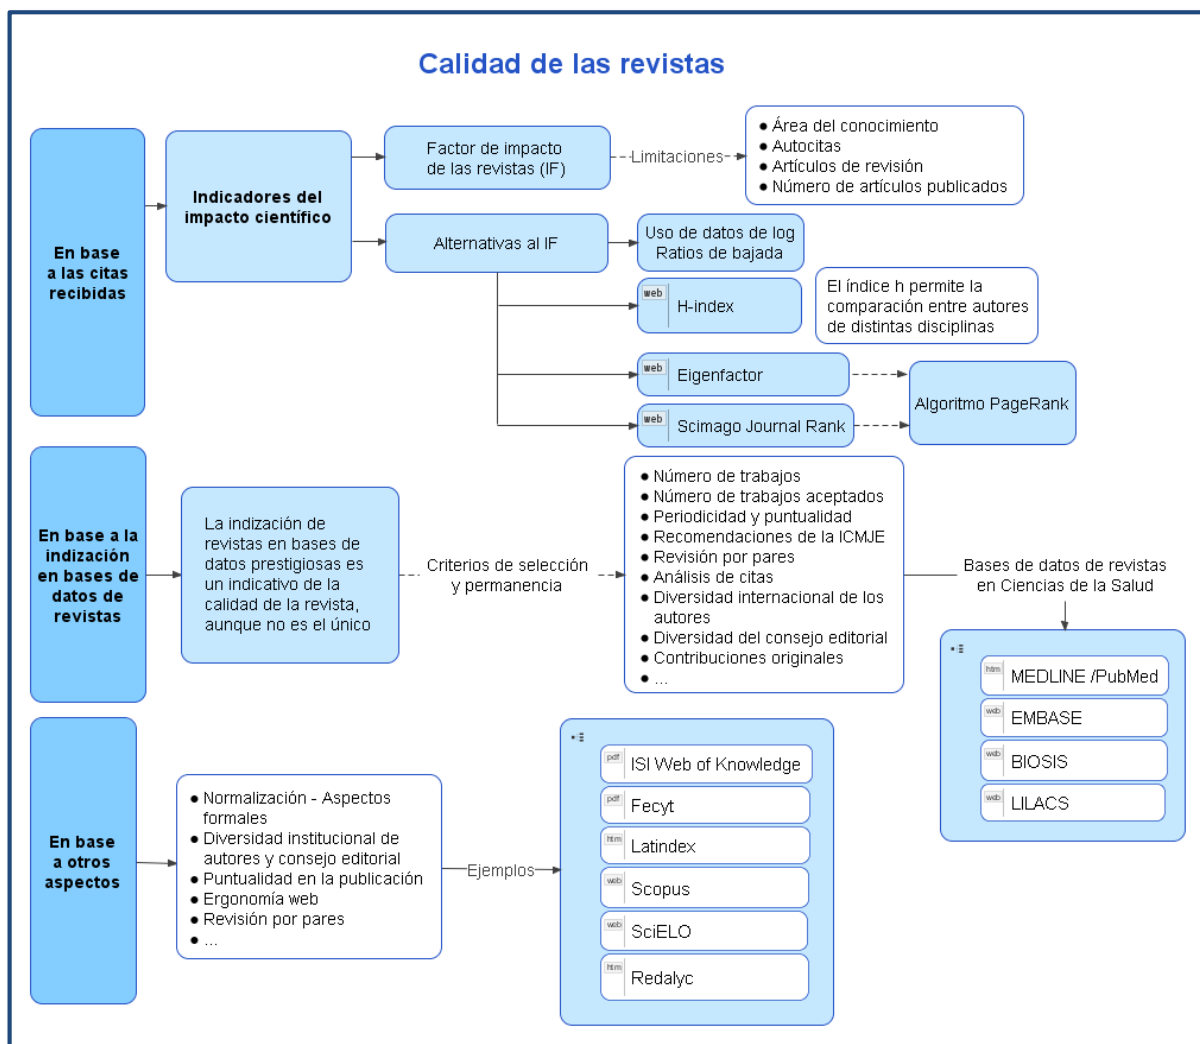 Calidad de las revistas
En base
a las citas
recibidas
Indicadores del
impacto científico
Factor de impacto
de las revistas (IF)
Limitaciones
● Área del conocimiento
● Autocitas
● Artículos de revisión
● Número de artículos publicados
Alternativas al IF
Uso de datos de log
Ratios de bajada
web
H-index
El índice h permite la
comparación entre autores
de distintas disciplinas
web
Eigenfactor
web
Scimago Journal Rank
Algoritmo PageRank
En base a la
indización
en bases de
datos de
revistas
La indización de
revistas en bases de
datos prestigiosas es
un indicativo de la
calidad de la revista,
aunque no es el único
Criterios de selección
y permanencia
● Número de trabajos
● Número de trabajos aceptados
● Periodicidad y puntualidad
● Recomendaciones de la ICMJE
● Revisión por pares
● Análisis de citas
● Diversidad internacional de los
autores
● Diversidad del consejo editorial
● Contribuciones originales
● ...
Bases de datos de revistas
en Ciencias de la Salud
htm
MEDLINE /PubMed
web
EMBASE
web
BIOSIS
web
LILACS
En base
a otros
aspectos
● Normalización - Aspectos
formales
● Diversidad institucional de
autores y consejo editorial
● Puntualidad en la publicación
● Ergonomía web
● Revisión por pares
● ...
Ejemplos
pdf
ISI Web of Knowledge
pdf
Fecyt
htm
Latindex
web
Scopus
web
SciELO
htm
Redalyc